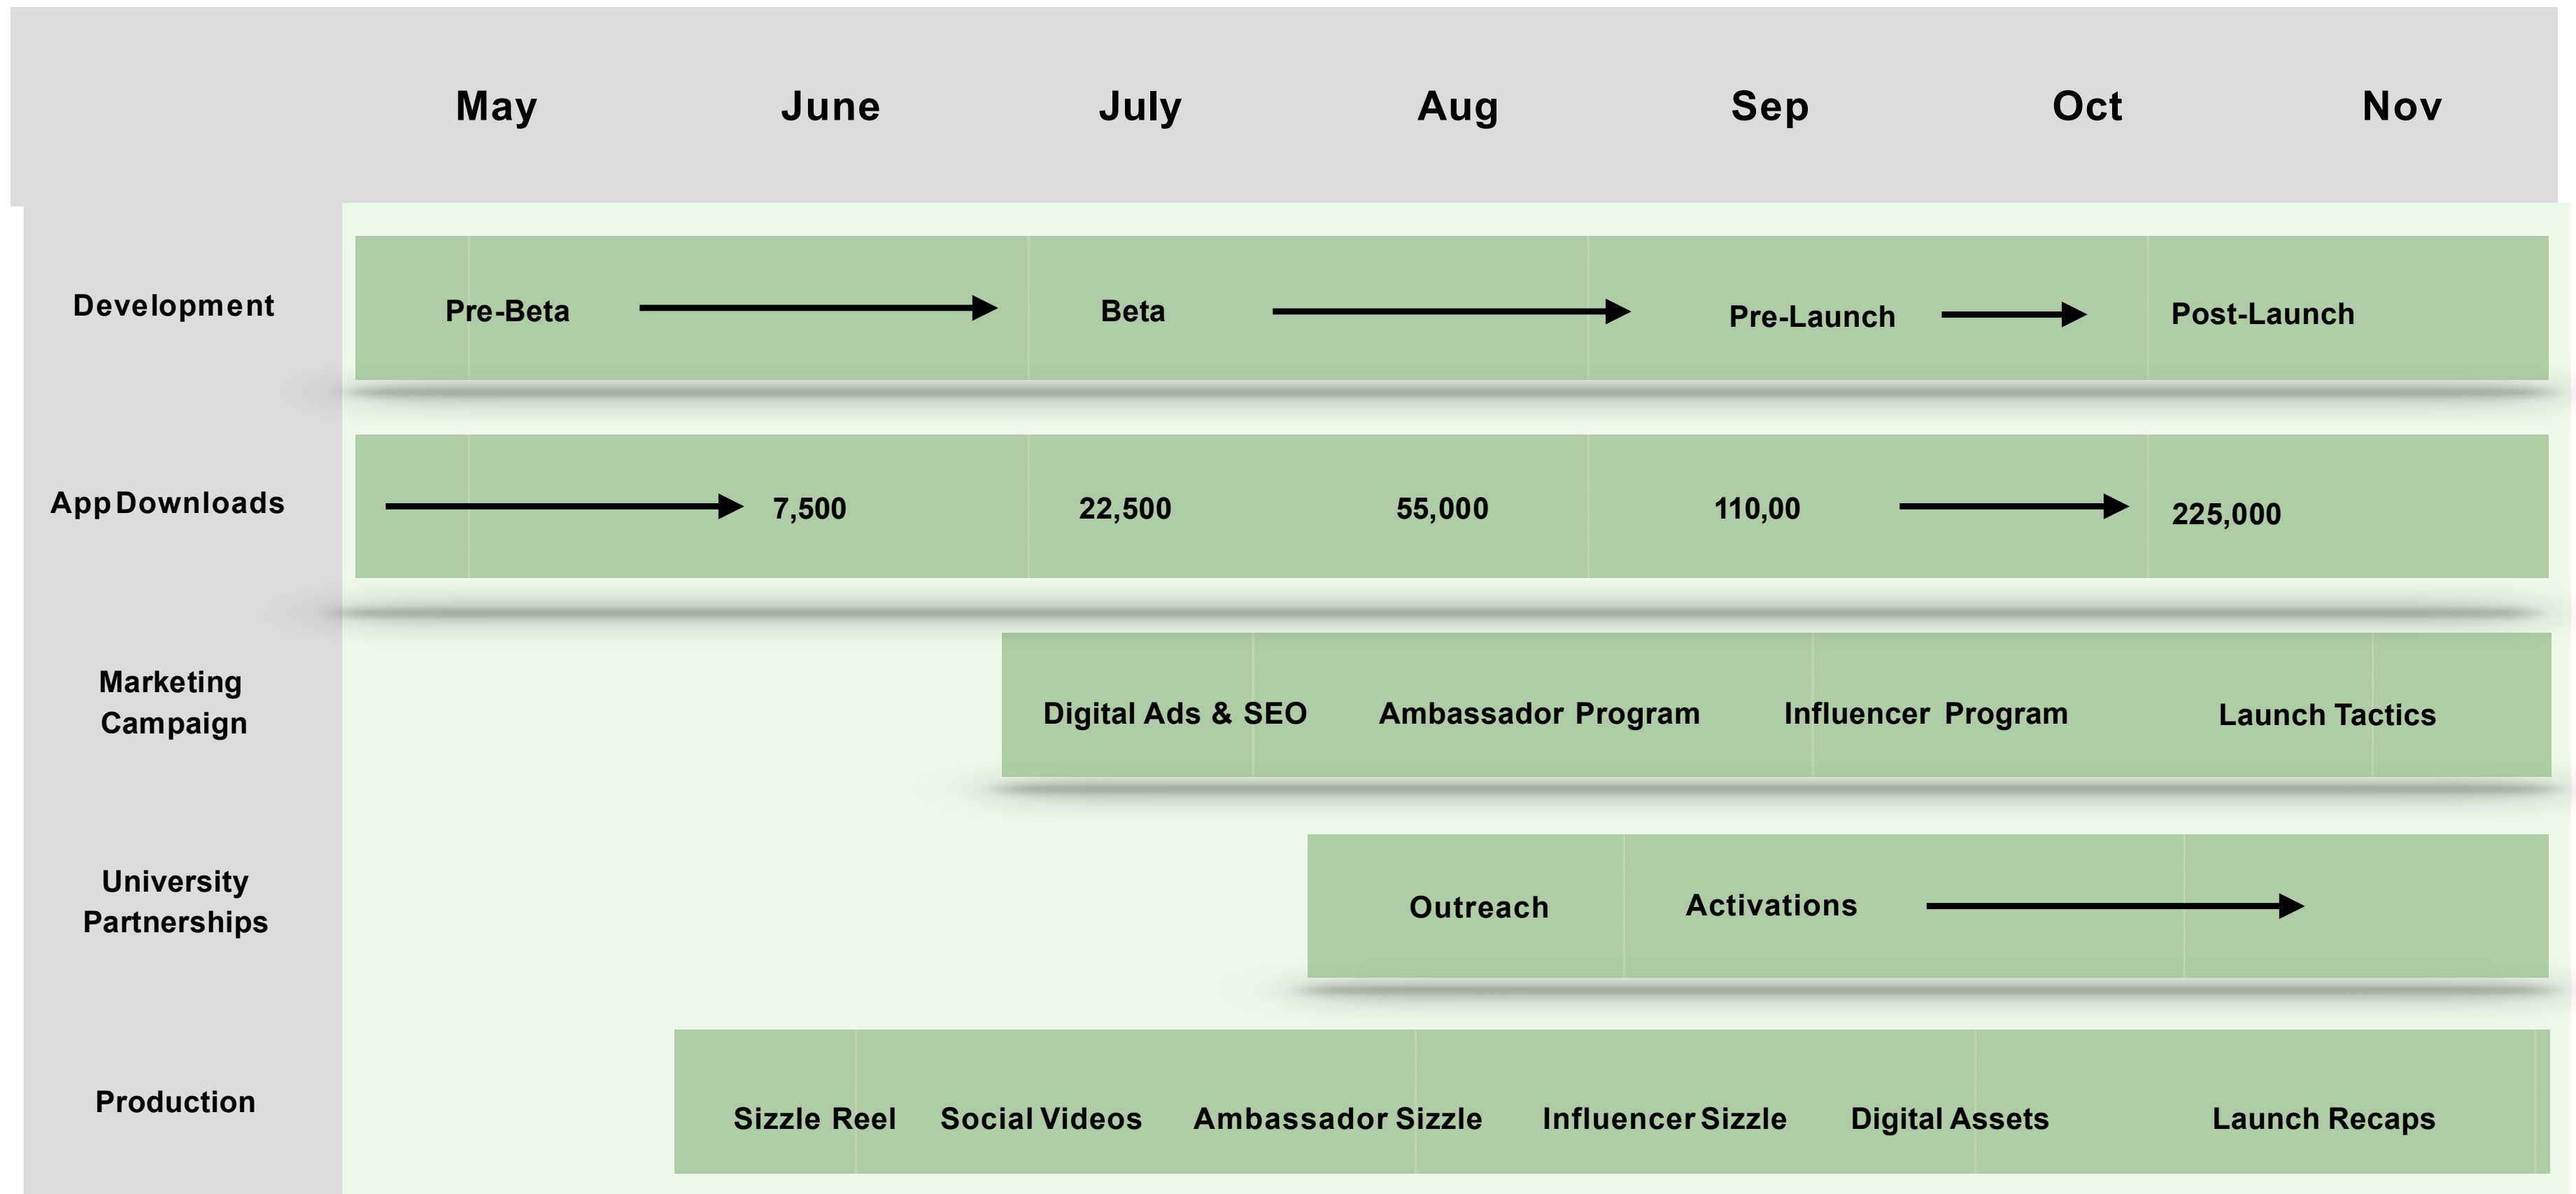 May June July Aug Sep Oct Nov
Development Pre-Beta Beta Pre-Launch Post-Launch
App Downloads 7,500 22,500 55,000 110,00 225,000
Marketing
Campaign
Digital Ads & SEO Ambassador Program Influencer Program Launch Tactics
University
Partnerships
Outreach Activations
Production Sizzle Reel Social Videos Ambassador Sizzle Influencer Sizzle Digital Assets Launch Recaps